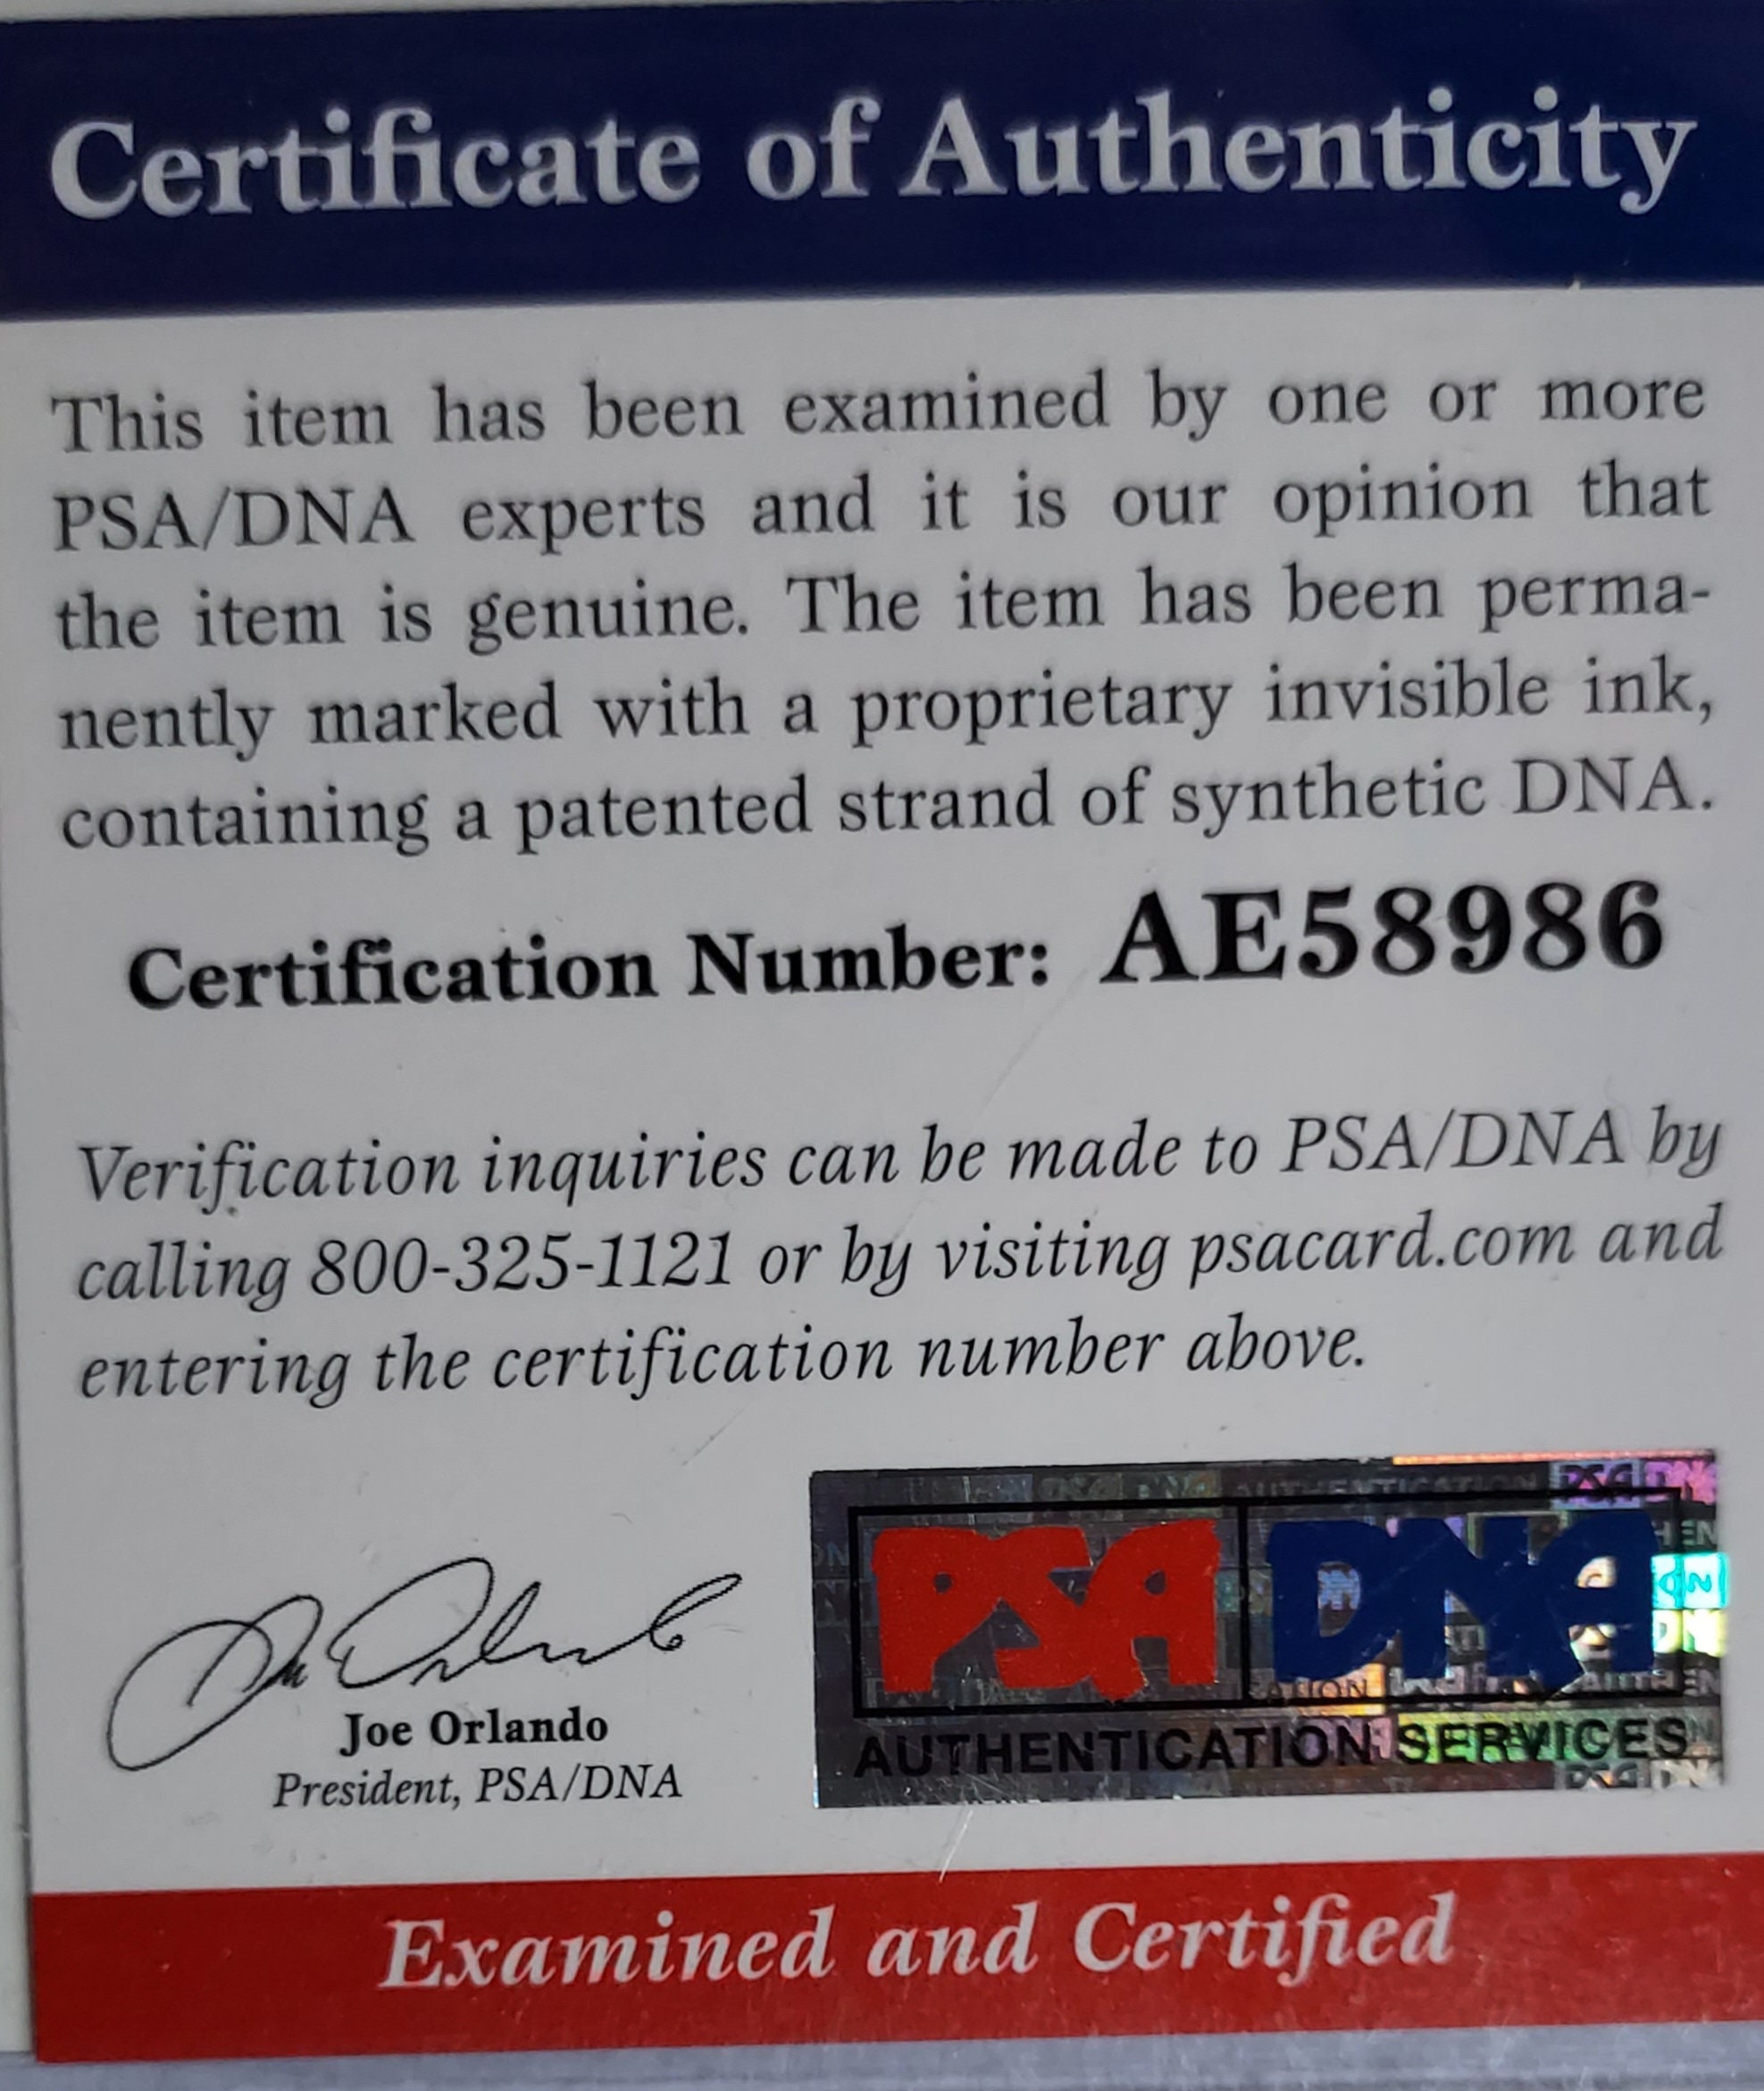 Certificate of Authenticity
This item has been examined by one or more
PSA/DNA experts and it is our opinion that
the item is genuine. The item has been perma-
nently marked with a proprietary invisible ink,
containing a patented strand of synthetic DNA.
Certification Number: AE58986
Verification inquiries can be made to PSA/DNA by
calling 800-325-1121 or by visiting psacard.com and
entering the certification number above.
Joe Orlando
President, PSA/DNA
PSA DNA
AUTHENTICATION SERVICES
Examined and Certified